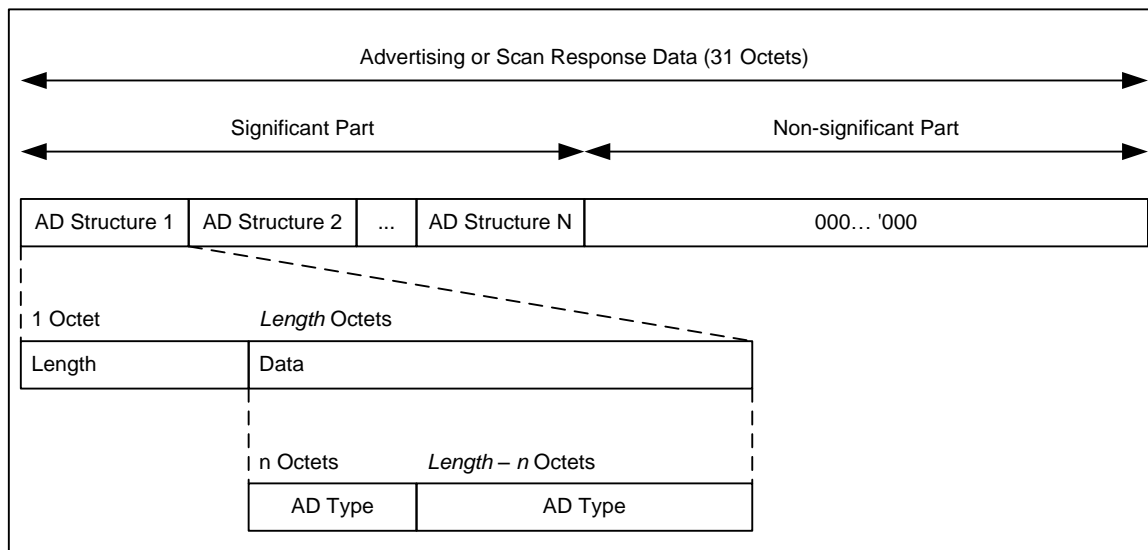 Advertising or Scan Response Data (31 Octets)
Significant Part
Non-significant Part
AD Structure 1
AD Structure 2
...
AD Structure N
000… '000
1 Octet
Length Octets
Length
Data
n Octets
Length – n Octets
AD Type
AD Type